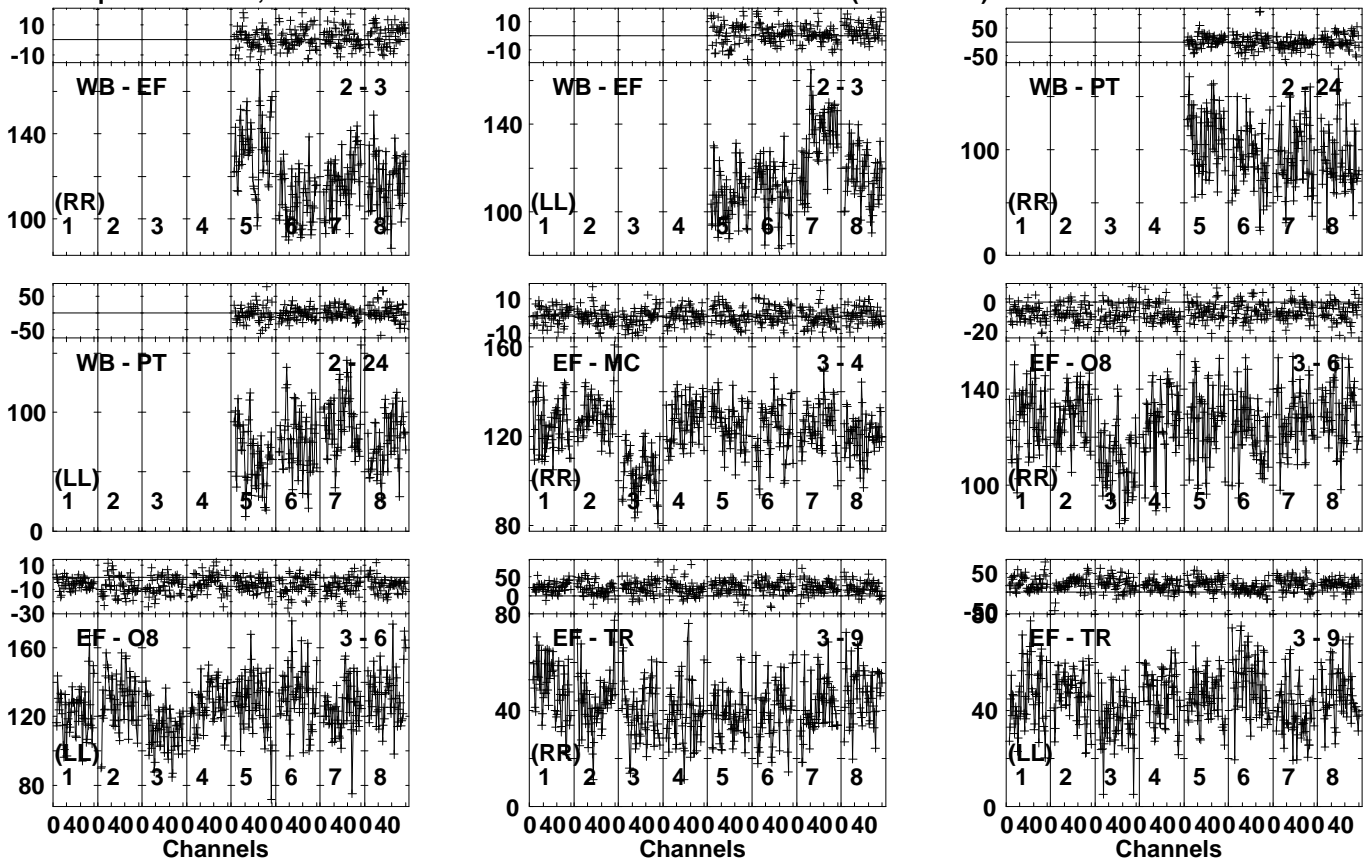 10 10 50
-10 -10 -50
WB - EF 2 - 3 WB - EF 2 - 3 WB - PT 2 - 24
140 140 100
(RR) (LL) (RR)
100 100
1 2 3 4 5 6 7 8 1 2 3 4 5 6 7 8 1 2 3 4 5 6 7 8
0
50 10 0
-50 -10 -20
160
WB - PT 2 - 24 EF - MC 3 - 4 EF - O8 3 - 6
100 120 140
(LL) (RR) (RR)
100
1 2 3 4 5 6 7 8 1 2 3 4 5 6 7 8 1 2 3 4 5 6 7 8
0 80
10 50 50
-10 0
-30 80 -50 80
EF - O8 3 - 6 EF - TR 3 - 9 EF - TR 3 - 9
160
120 40 40
(LL) (RR) (LL)
80
1 2 3 4 5 6 7 8 1 2 3 4 5 6 7 8 1 2 3 4 5 6 7 8
0 0
0 40 0 40 0 40 0 40 0 40 0 40 0 40 0 40 0 40 0 40 0 40 0 40 0 40 0 40 0 40 0 40 0 40 0 40 0 40 0 40 0 40 0 40 0 40 0 40
Channels Channels Channels